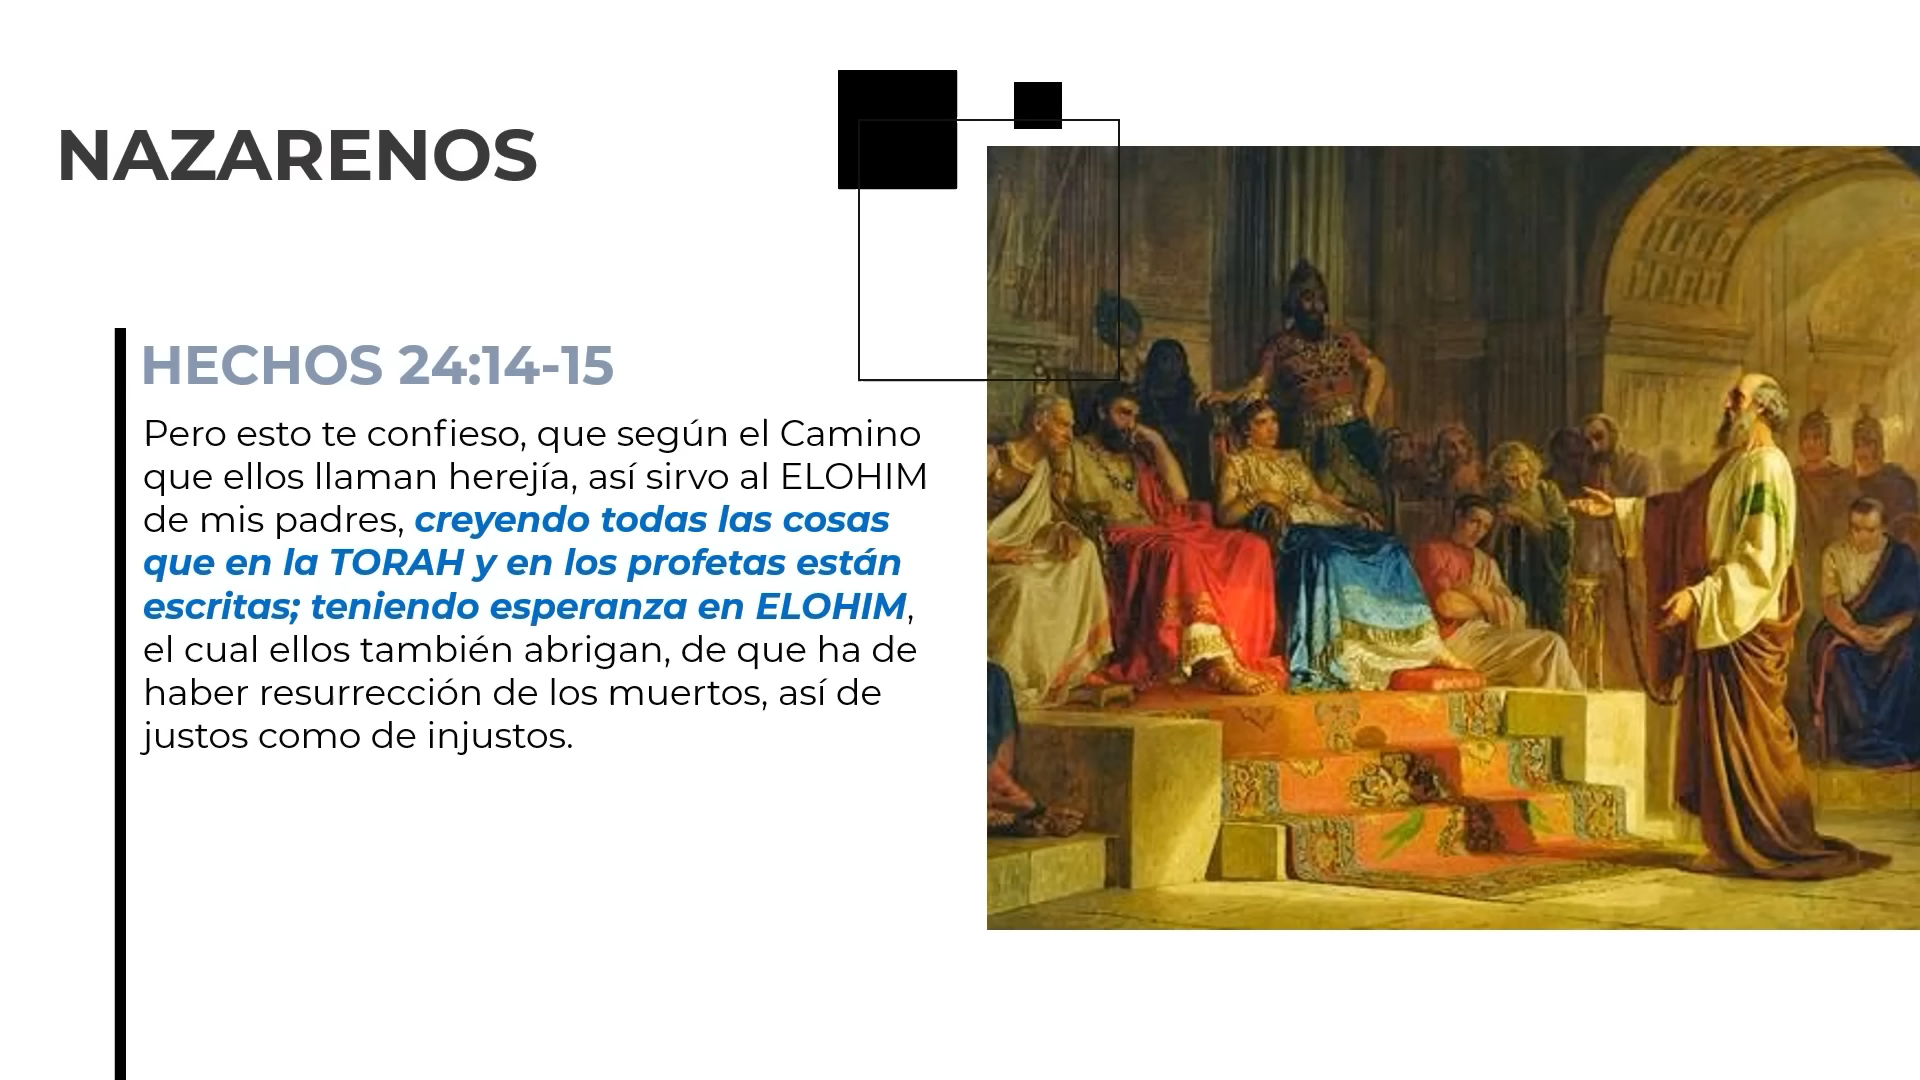 NAZARENOS
HECHOS 24:14-15
Pero esto te confieso, que según el Camino
que ellos llaman herejía, así sirvo al ELOHIM
de mis padres, creyendo todas las cosas
que en la TORAH y en los profetas están
escritas; teniendo esperanza en ELOHIM,
el cual ellos también abrigan, de que ha de
haber resurrección de los muertos, así de
justos como de injustos.